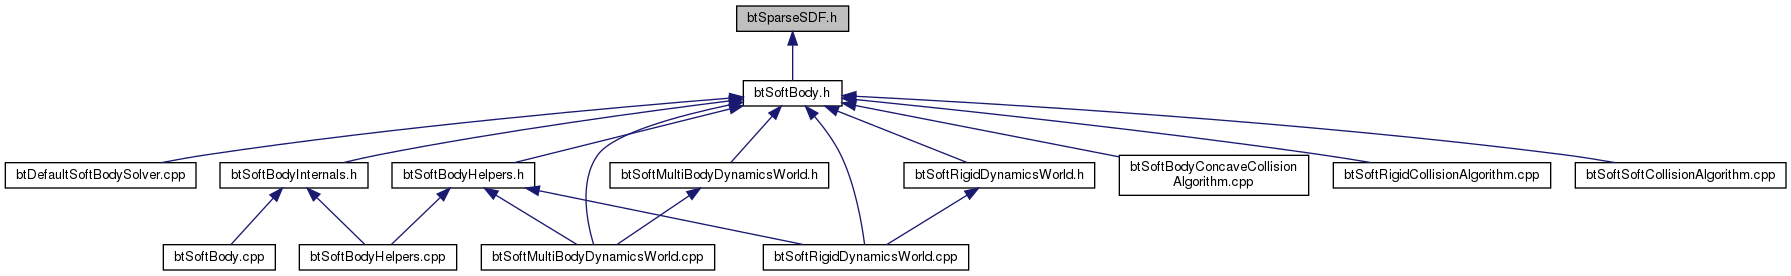 btSparseSDF.h
btSoftBody.h
btDefaultSoftBodySolver.cpp
btSoftBodyInternals.h
btSoftBodyHelpers.h
btSoftMultiBodyDynamicsWorld.h
btSoftRigidDynamicsWorld.h
btSoftBodyConcaveCollision
Algorithm.cpp
btSoftRigidCollisionAlgorithm.cpp
btSoftSoftCollisionAlgorithm.cpp
btSoftBody.cpp
btSoftBodyHelpers.cpp
btSoftMultiBodyDynamicsWorld.cpp
btSoftRigidDynamicsWorld.cpp